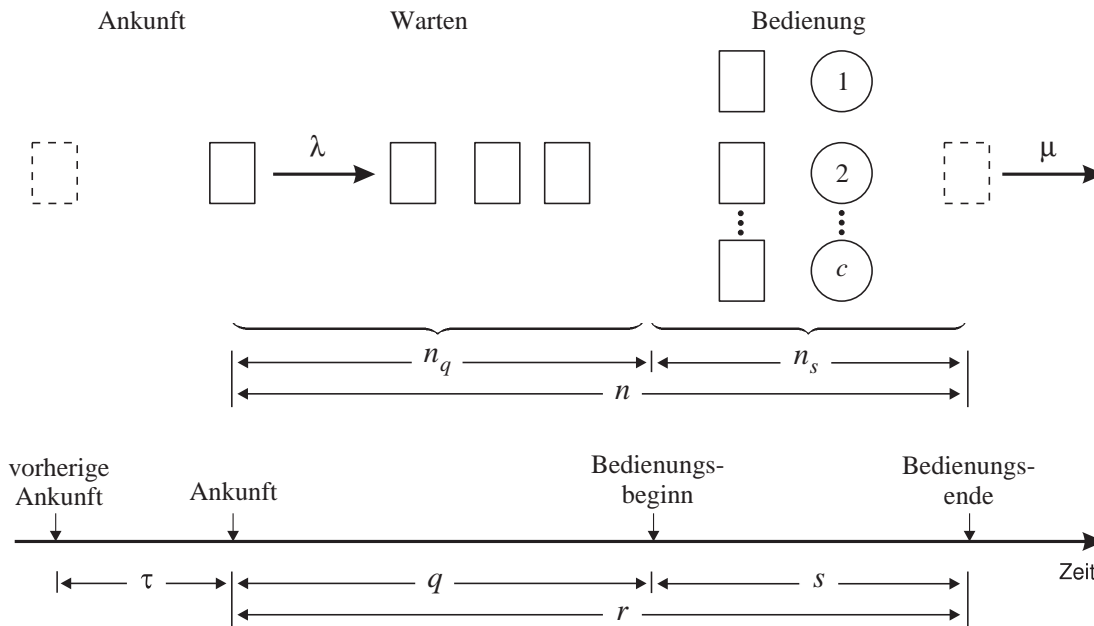 Ankunft Warten Bedienung
1
λ 2 μ
c
n_q n_s
n
vorherige Ankunft
Ankunft
Bedienungs-
beginn
Bedienungs-
ende
τ q s Zeit
r